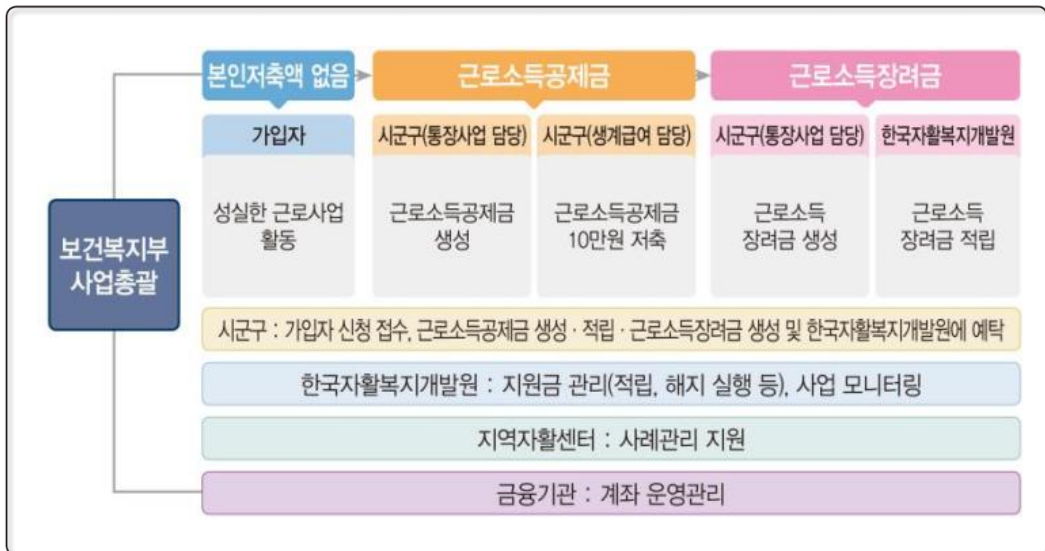 본인저축액 없음
근로소득공제금
근로소득장려금
가입자
시군구(통장사업 담당)
시군구(생계급여 담당)
시군구(통장사업 담당)
한국자활복지개발원
성실한 근로사업
활동
근로소득공제금
생성
근로소득공제금
10만원 저축
근로소득
장려금 생성
근로소득
장려금 적립
보건복지부
사업총괄
시군구 : 가입자 신청 접수, 근로소득공제금 생성 · 적립 · 근로소득장려금 생성 및 한국자활복지개발원에 예탁
한국자활복지개발원 : 지원금 관리(적립, 해지 실행 등), 사업 모니터링
지역자활센터 : 사례관리 지원
금융기관 : 계좌 운영관리